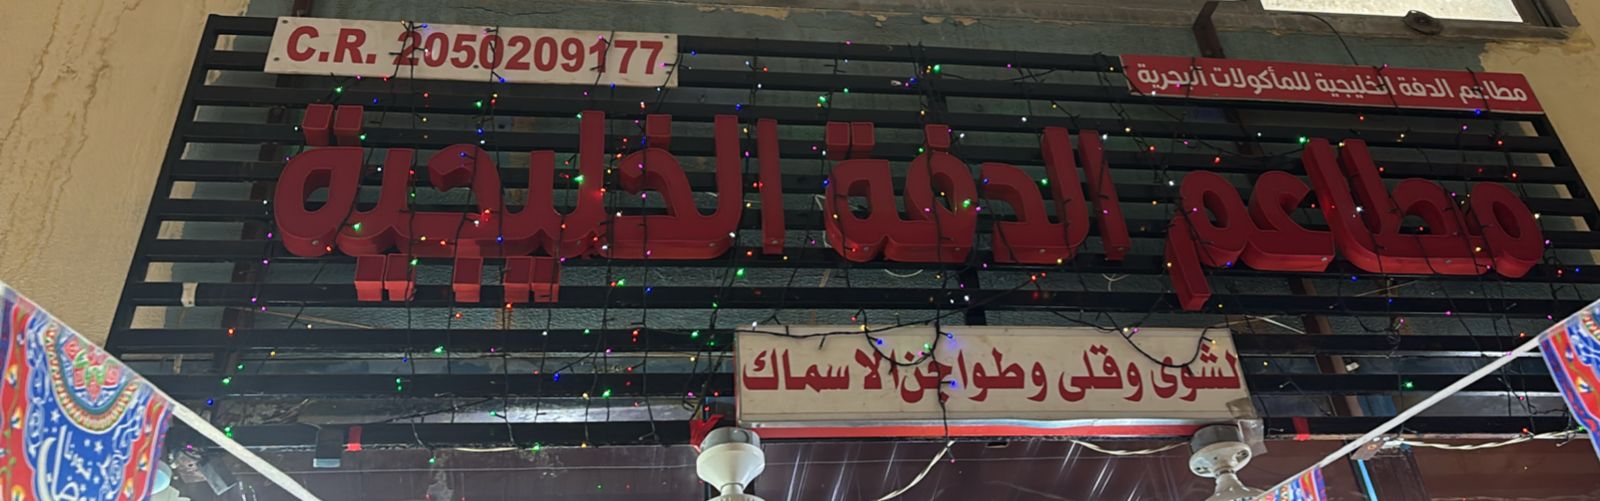 C.R. 2050209177
مطاعم الدفة الخليجية للمأكولات البحرية
مطاعم الدفة الخليجية
لشوى وقلى وطواجن الاسماك